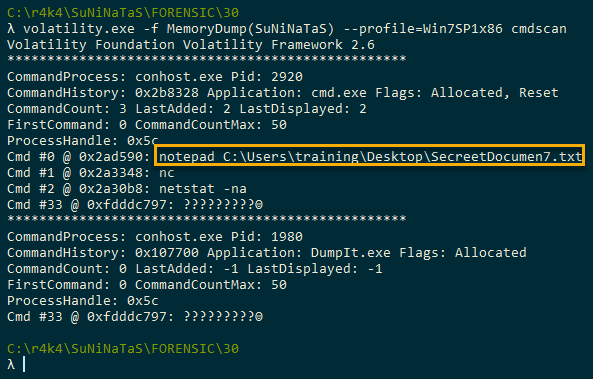 C:\r4k4\SuNiNaTaS\FORENSIC\30
λ volatility.exe -f MemoryDump(SuNiNaTaS) --profile=Win7SP1x86 cmdscan
Volatility Foundation Volatility Framework 2.6
**************************************************
CommandProcess: conhost.exe Pid: 2920
CommandHistory: 0x2b8328 Application: cmd.exe Flags: Allocated, Reset
CommandCount: 3 LastAdded: 2 LastDisplayed: 2
FirstCommand: 0 CommandCountMax: 50
ProcessHandle: 0x5c
Cmd #0 @ 0x2ad590: notepad C:\Users\training\Desktop\SecreetDocumen7.txt
Cmd #1 @ 0x2a3348: nc
Cmd #2 @ 0x2a30b8: netstat -na
Cmd #33 @ 0xfdddc797: ?????????☺
**************************************************
CommandProcess: conhost.exe Pid: 1980
CommandHistory: 0x107700 Application: DumpIt.exe Flags: Allocated
CommandCount: 0 LastAdded: -1 LastDisplayed: -1
FirstCommand: 0 CommandCountMax: 50
ProcessHandle: 0x5c
Cmd #33 @ 0xfdddc797: ?????????☺
C:\r4k4\SuNiNaTaS\FORENSIC\30
λ